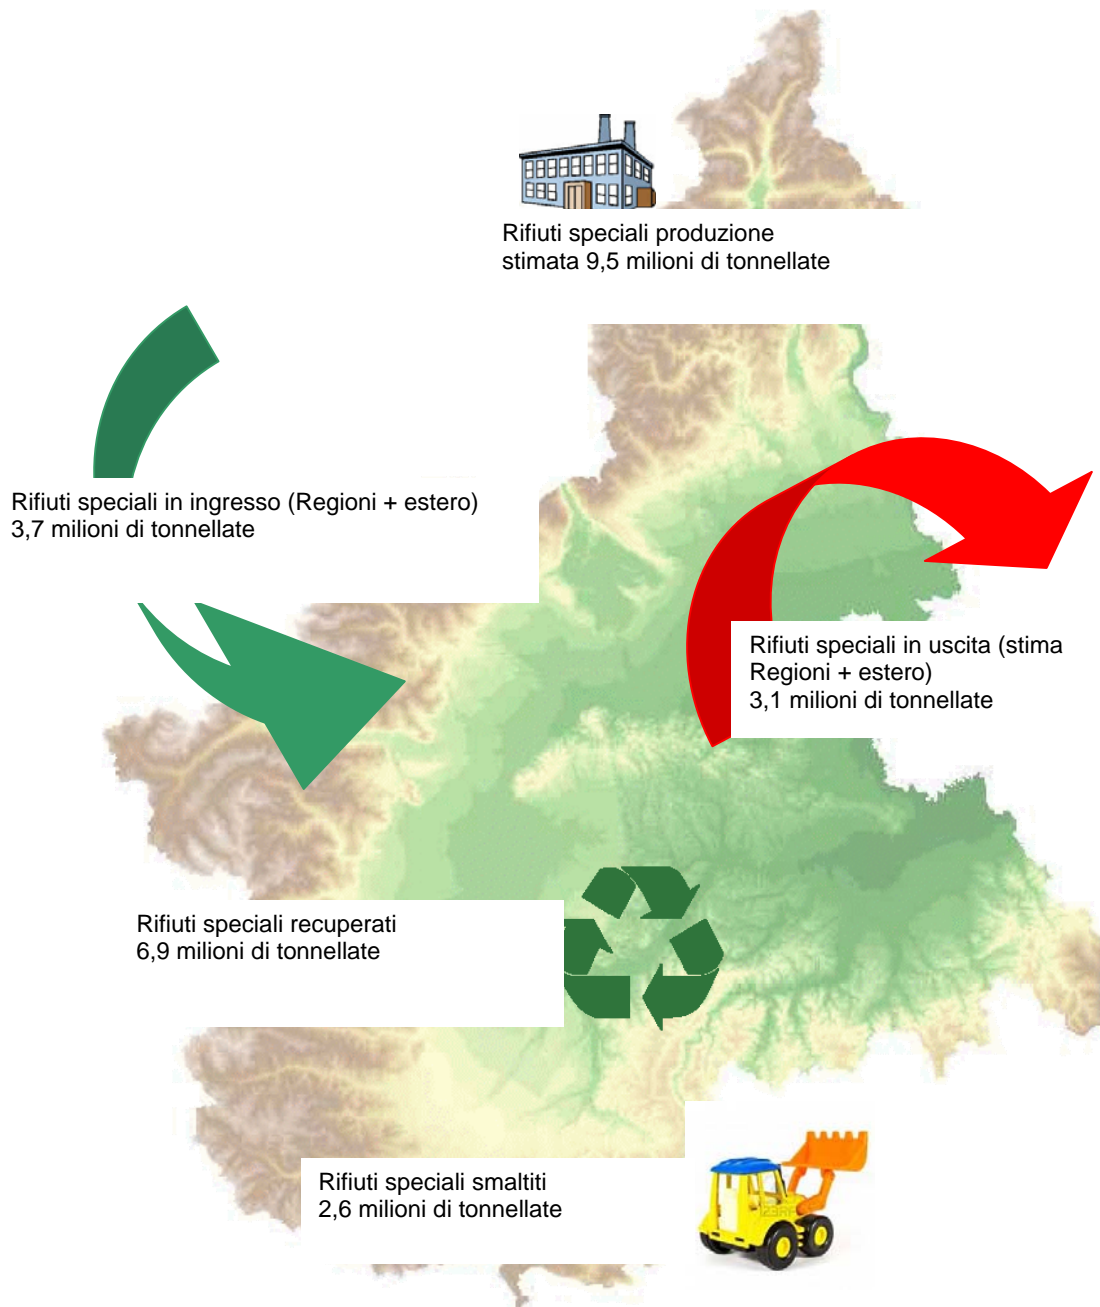 Rifiuti speciali produzione
stimata 9,5 milioni di tonnellate
Rifiuti speciali in ingresso (Regioni + estero)
3,7 milioni di tonnellate
Rifiuti speciali in uscita (stima
Regioni + estero)
3,1 milioni di tonnellate
Rifiuti speciali recuperati
6,9 milioni di tonnellate
Rifiuti speciali smaltiti
2,6 milioni di tonnellate